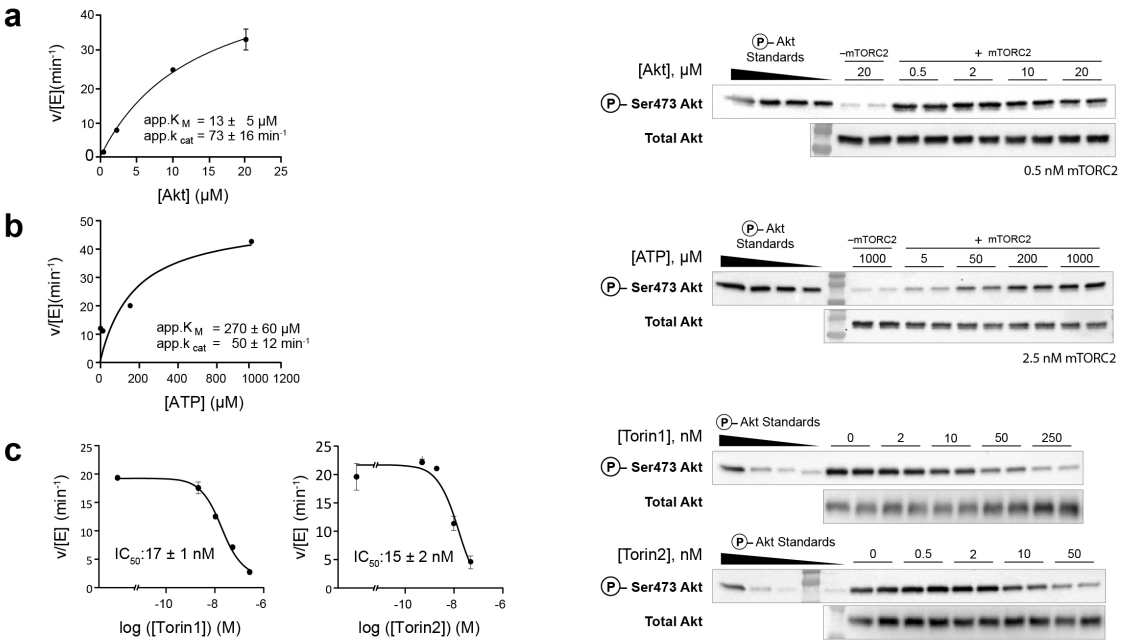 a
v/[E](min⁻¹)
40
30
20
10
0
app.K M = 13 ± 5 µM
app.k cat = 73 ± 16 min⁻¹
0 5 10 15 20 25
[Akt] (µM)
P – Akt
Standards
–mTORC2
+ mTORC2
[Akt], µM
20 0.5 2 10 20
P – Ser473 Akt
Total Akt
0.5 nM mTORC2
b
v/[E](min⁻¹)
50
40
30
20
10
0
app.K M = 270 ± 60 µM
app.k cat = 50 ± 12 min⁻¹
0 200 400 800 1000 1200
[ATP] (µM)
P – Akt
Standards
–mTORC2
+ mTORC2
[ATP], µM
1000 5 50 200 1000
P – Ser473 Akt
Total Akt
2.5 nM mTORC2
c
v/[E] (min⁻¹)
25
20
15
10
5
0
IC50:17 ± 1 nM
-10 -8 -6
log ([Torin1]) (M)
v/[E] (min⁻¹)
25
20
15
10
5
0
IC50:15 ± 2 nM
-10 -8 -6
log ([Torin2]) (M)
P – Akt Standards
[Torin1], nM
0 2 10 50 250
P – Ser473 Akt
Total Akt
P – Akt Standards
[Torin2], nM
0 0.5 2 10 50
P – Ser473 Akt
Total Akt